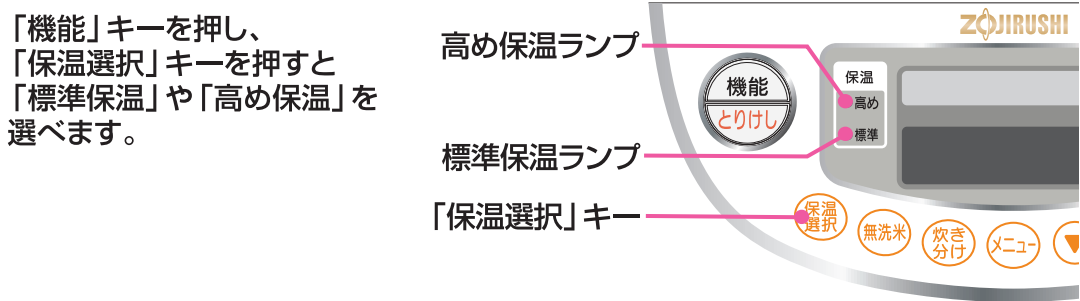 「機能」キーを押し、
「保温選択」キーを押すと
「標準保温」や「高め保温」を
選べます。
高め保温ランプ
標準保温ランプ
「保温選択」キー
ZOJIRUSHI
機能
とりけし
保温
高め
標準
保温
選択
無洗米
炊き
分け
メニュー
▼